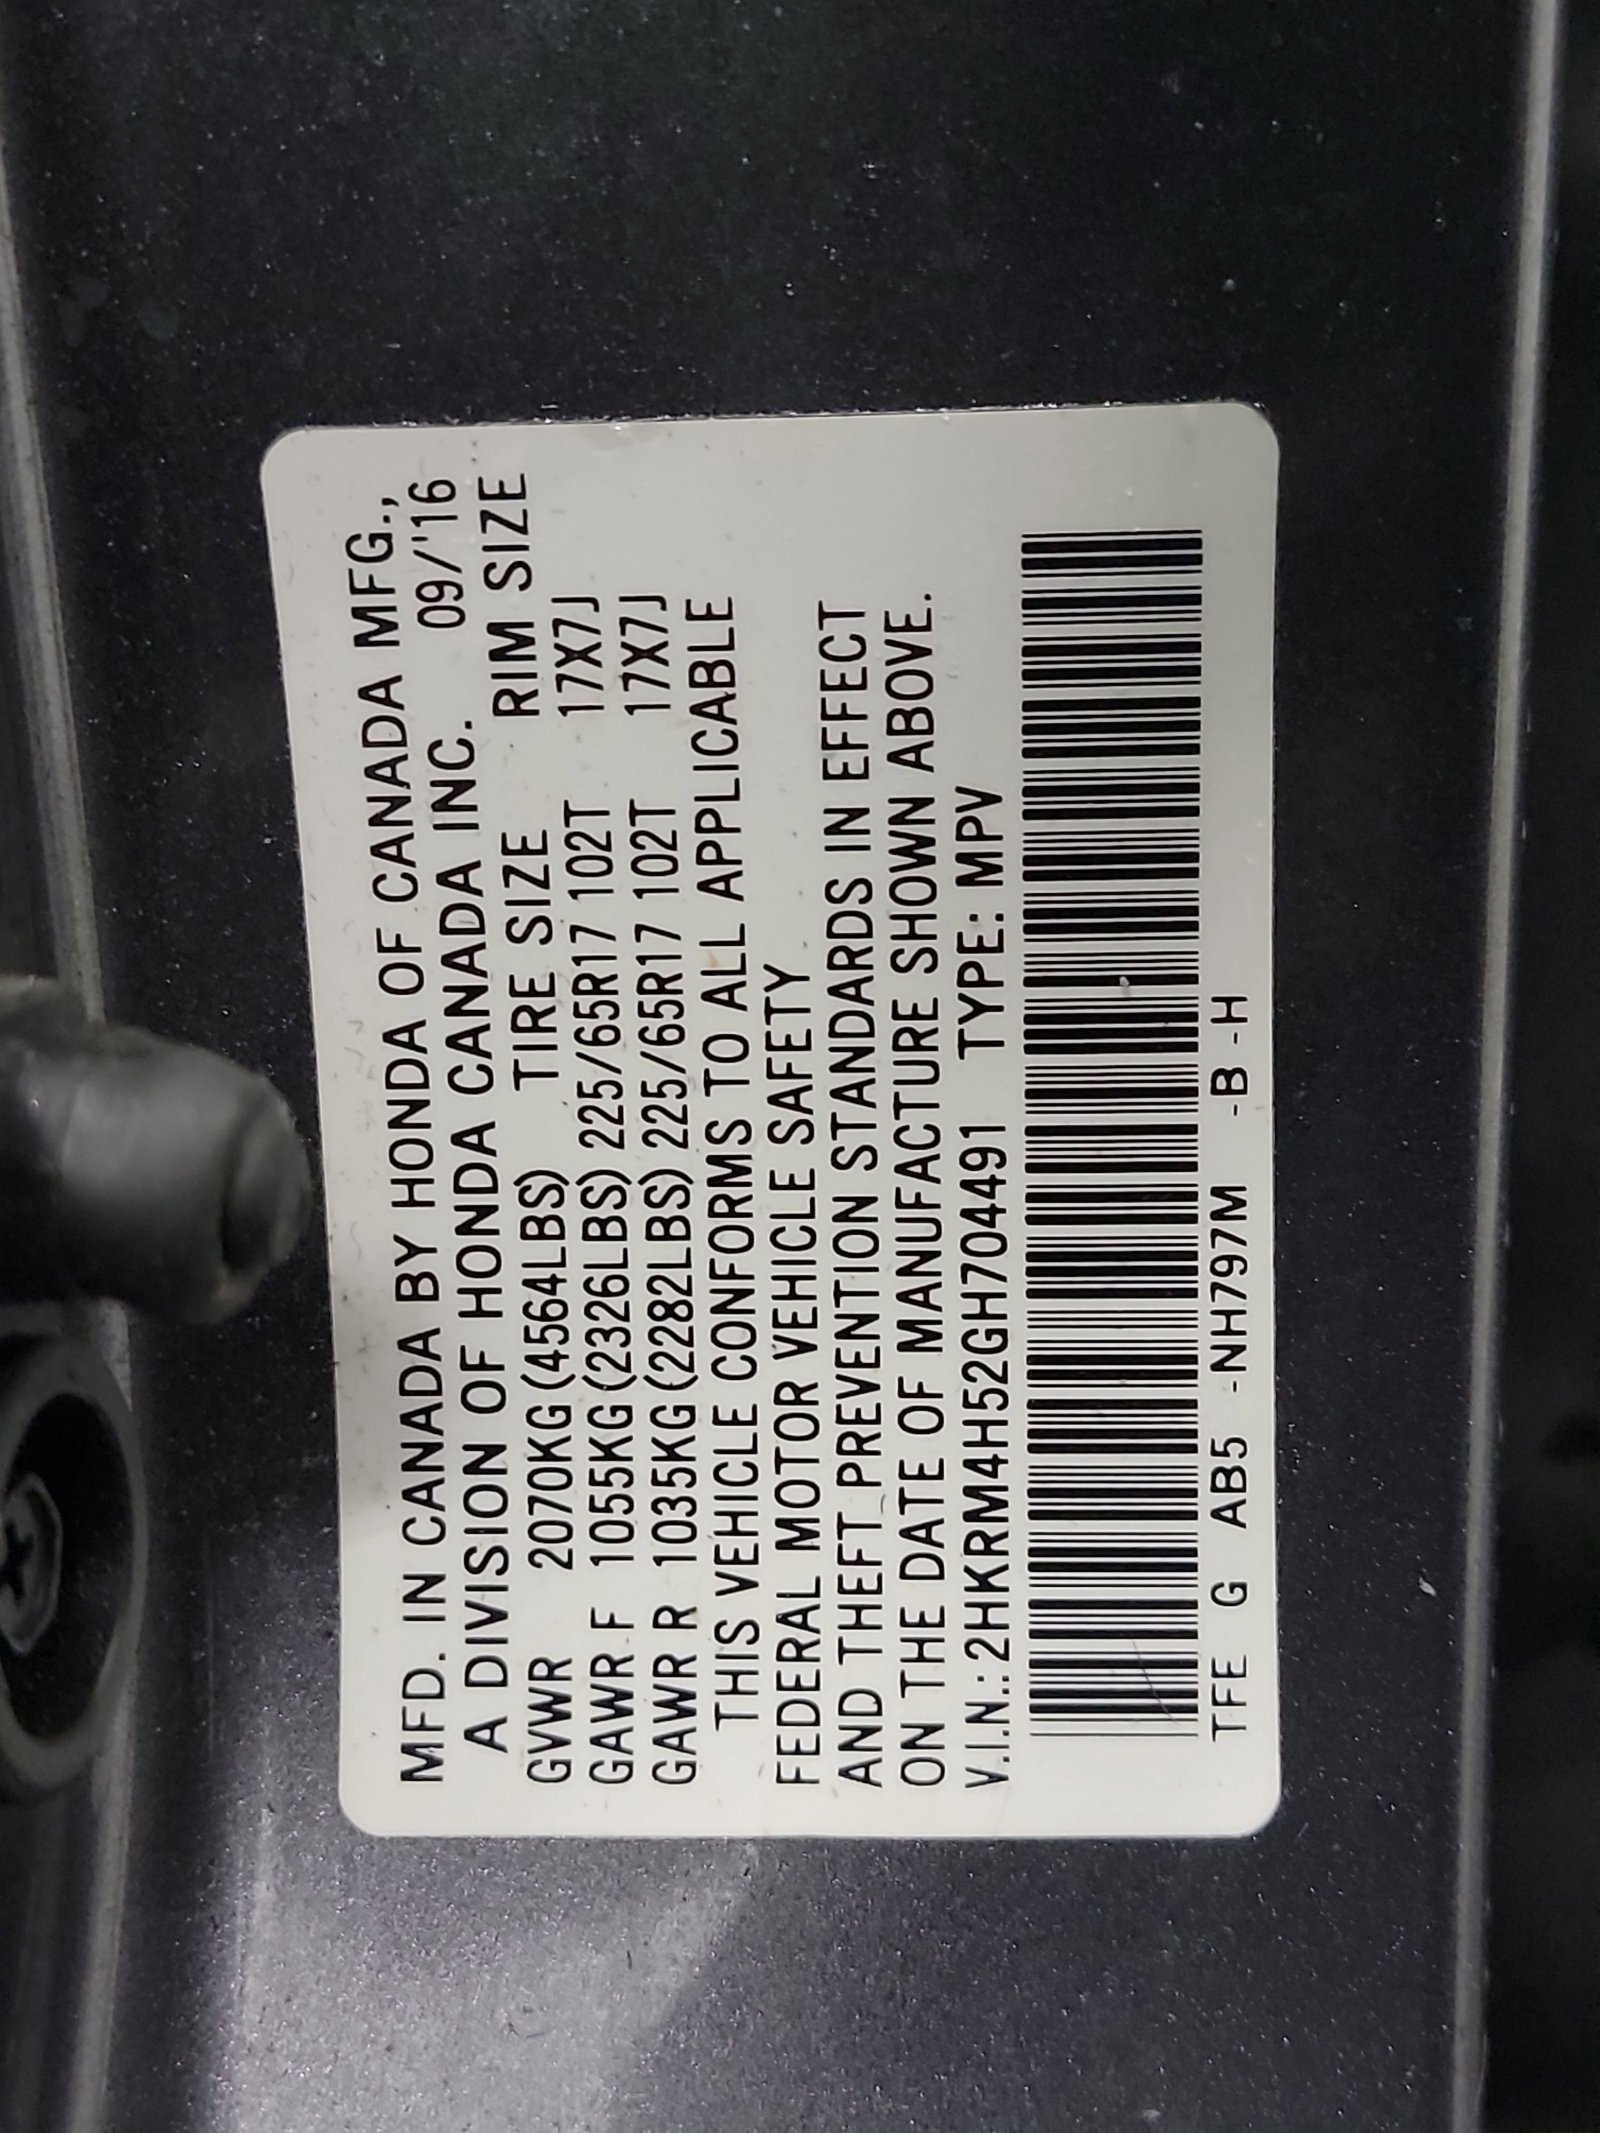 MFD. IN CANADA BY HONDA OF CANADA MFG.,
A DIVISION OF HONDA CANADA INC. 09/'16
GVWR 2070KG (4564LBS) TIRE SIZE RIM SIZE
GAWR F 1055KG (2326LBS) 225/65R17 102T 17X7J
GAWR R 1035KG (2282LBS) 225/65R17 102T 17X7J
THIS VEHICLE CONFORMS TO ALL APPLICABLE
FEDERAL MOTOR VEHICLE SAFETY
AND THEFT PREVENTION STANDARDS IN EFFECT
ON THE DATE OF MANUFACTURE SHOWN ABOVE.
V.I.N.: 2HKRM4H52GH704491 TYPE: MPV
TFE G AB5 -NH797M -B -H